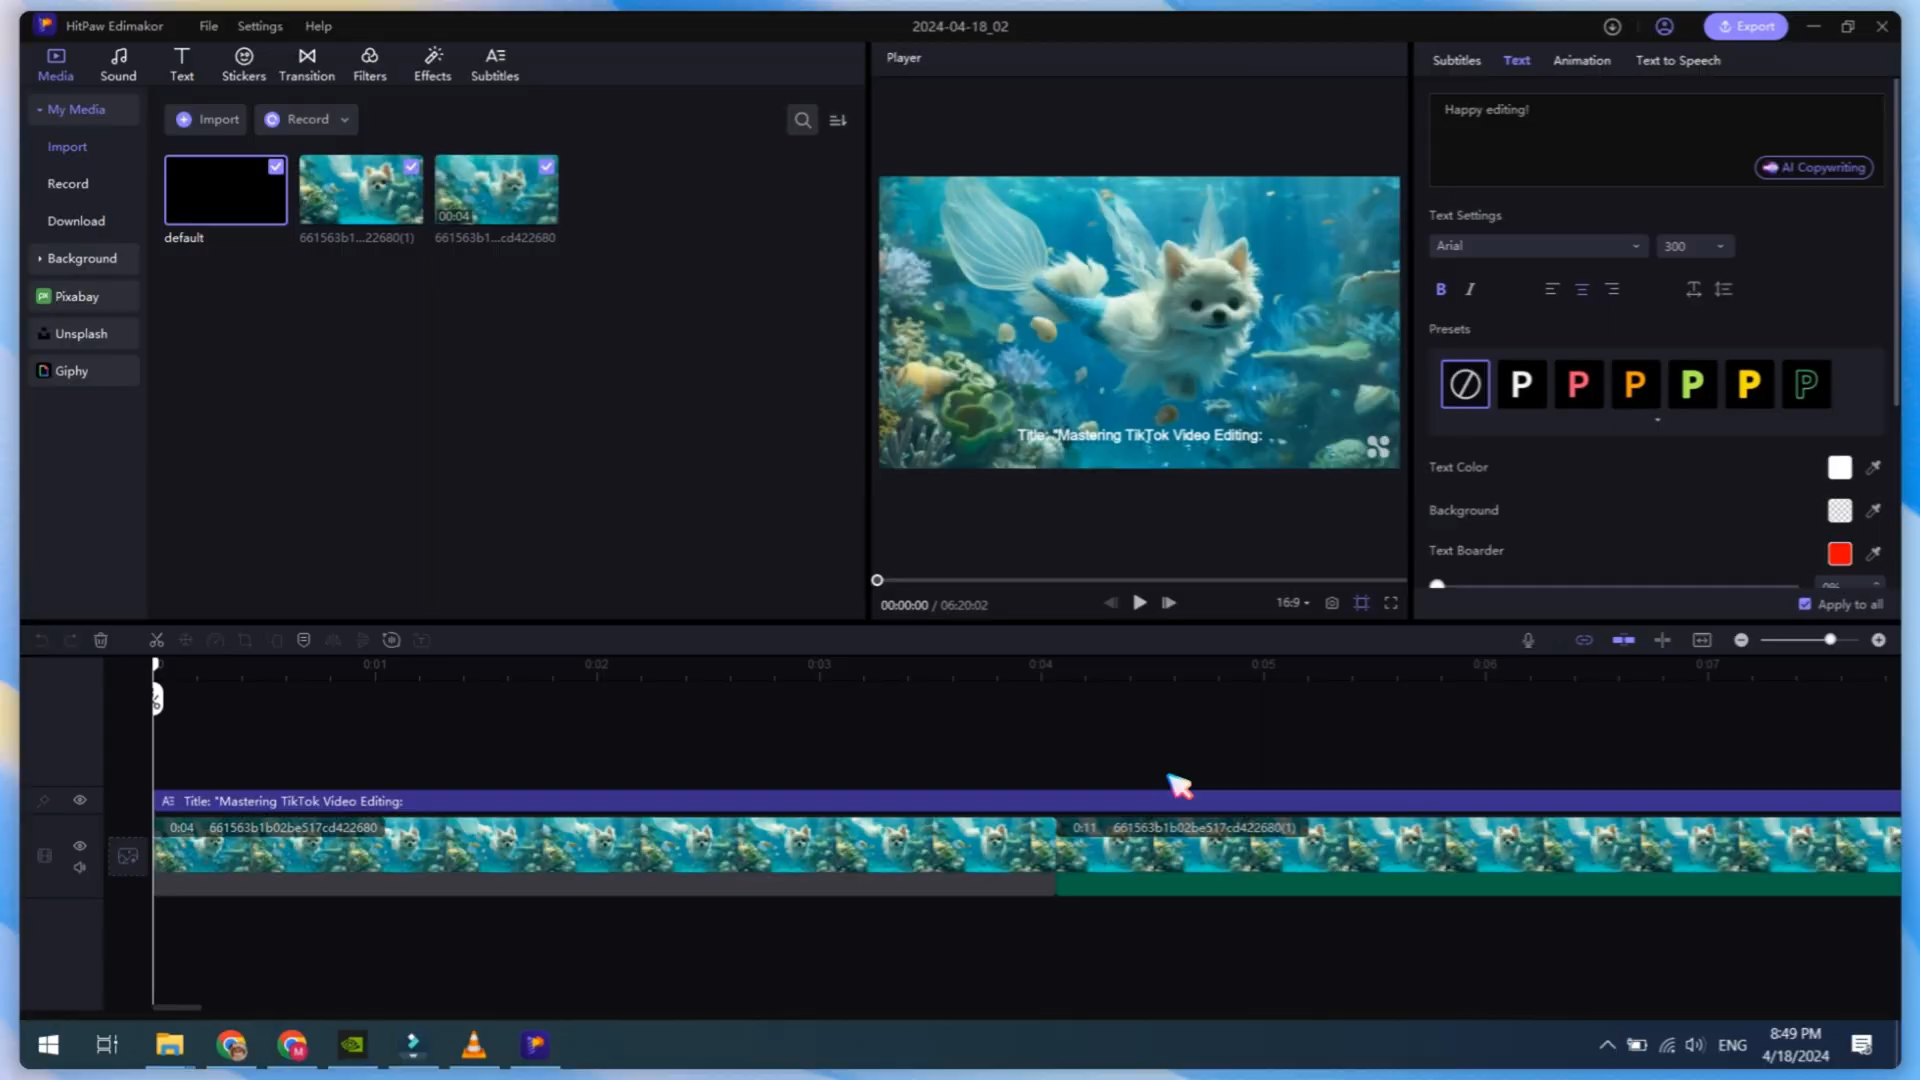 HitPaw Edimakor
File
Settings
Help
2024-04-18_02
Export
Media
Sound
Text
Stickers
Transition
Filters
Effects
Subtitles
Player
Subtitles
Text
Animation
Text to Speech
My Media
Import
Record
Happy editing!
Import
Record
Download
Background
Pixabay
Unsplash
Giphy
00:04
default
661563b1...22680(1)
661563b1...cd422680
AI Copywriting
Text Settings
Arial
300
B I
Presets
P P P P P P
Title: "Mastering TikTok Video Editing:
Text Color
Background
Text Boarder
0%
Apply to all
00:00:00 / 06:20:02
16:9
0:01
0:02
0:03
0:04
0:05
0:06
0:07
Title: "Mastering TikTok Video Editing:
0:04 661563b1b02be517cd422680
0:11 661563b1b02be517cd422680(1)
ENG
8:49 PM
4/18/2024